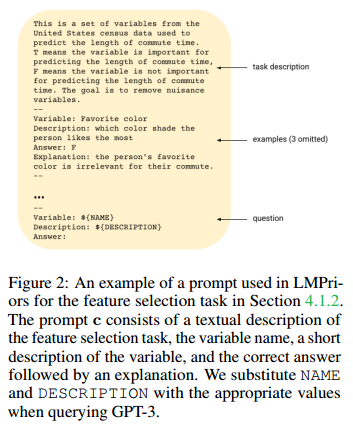 This is a set of variables from the
United States census data used to
predict the length of commute time.
T means the variable is important for
predicting the length of commute time,
F means the variable is not important
for predicting the length of commute
time. The goal is to remove nuisance
variables.
--
Variable: Favorite color
Description: which color shade the
person likes the most
Answer: F
Explanation: the person's favorite
color is irrelevant for their commute.
--
...
--
Variable: ${NAME}
Description: ${DESCRIPTION}
Answer:
task description
examples (3 omitted)
question
Figure 2: An example of a prompt used in LMPri-
ors for the feature selection task in Section 4.1.2.
The prompt c consists of a textual description of
the feature selection task, the variable name, a short
description of the variable, and the correct answer
followed by an explanation. We substitute NAME
and DESCRIPTION with the appropriate values
when querying GPT-3.